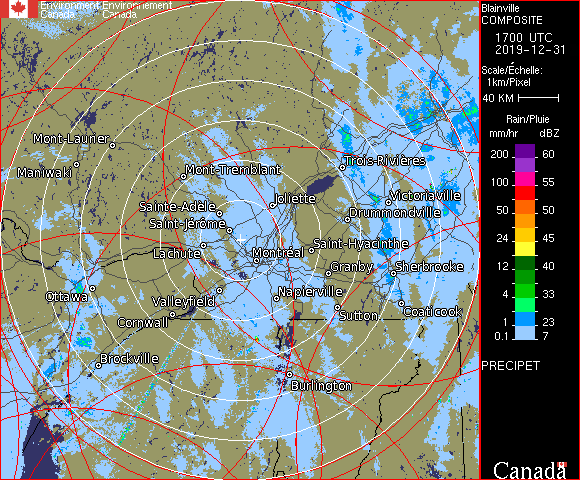 Environment Environnement
Canada Canada
Blainville
COMPOSITE
1700 UTC
2019-12-31
Scale/Échelle:
1km/Pixel
40 KM
Rain/Pluie
mm/hr dBZ
200 60
100 55
50 50
24 45
12 40
4 33
1 23
0.1 7
PRECIPET
Canada
Mont-Laurier
Maniwaki
Mont-Tremblant
Trois-Rivières
Sainte-Adèle
Joliette
Victoriaville
Drummondville
Saint-Jérôme
Lachute
Montréal
Saint-Hyacinthe
Granby
Sherbrooke
Ottawa
Valleyfield
Napierville
Coaticook
Cornwall
Sutton
Brockville
Burlington